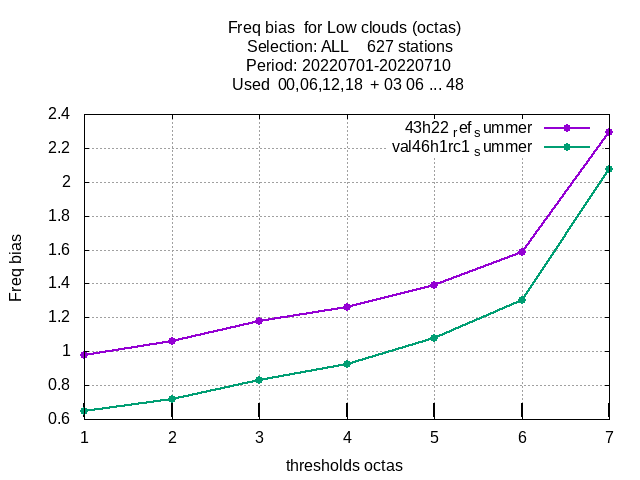 Freq bias  for Low clouds (octas)
Selection: ALL    627 stations
Period: 20220701-20220710
Used  00,06,12,18  + 03 06 ... 48
43h22 ref summer
val46h1rc1 summer
2.4
2.2
2
1.8
1.6
1.4
1.2
1
0.8
0.6
Freq bias
1 2 3 4 5 6 7
thresholds octas